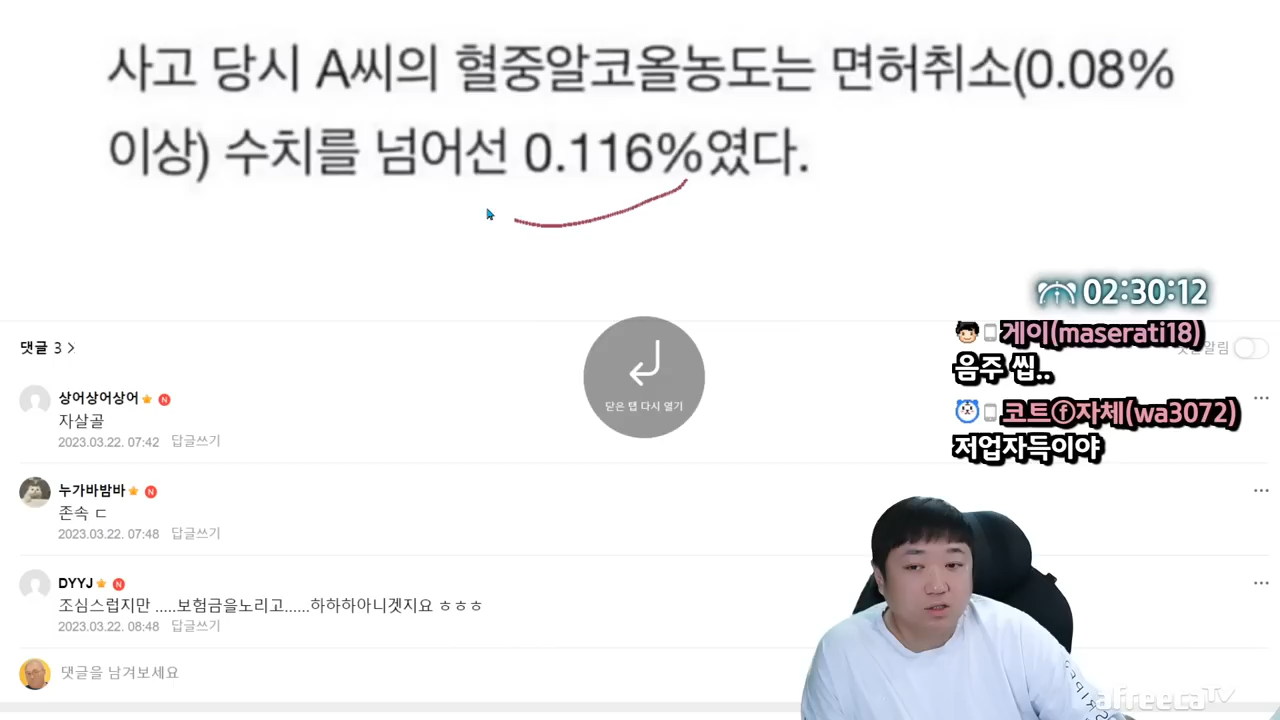 사고 당시 A씨의 혈중알코올농도는 면허취소(0.08%
이상) 수치를 넘어선 0.116%였다.
02:30:12
댓글 3
게이(maserati18)
음주 씹..
상어상어상어 N
자살골
2023.03.22. 07:42 답글쓰기
닫은 탭 다시 열기
코트ⓕ자체(wa3072)
저업자득이야
누가바밤바 N
존속 ㄷ
2023.03.22. 07:48 답글쓰기
DYYJ N
조심스럽지만 .....보험금을노리고......하하하아니겟지요 ㅎㅎㅎ
2023.03.22. 08:48 답글쓰기
댓글을 남겨보세요
afreecaTV